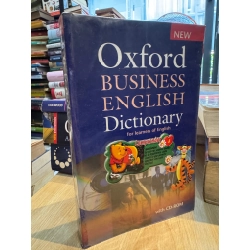 NEW
Oxford
BUSINESS
ENGLISH
Dictionary
for learners of English
with CD-ROM